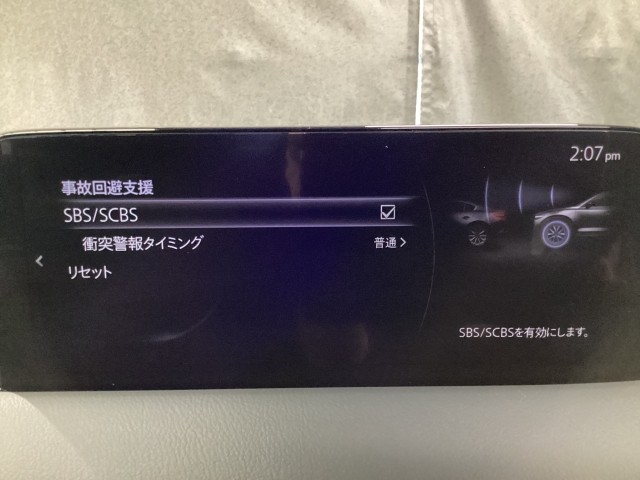 2:07 pm
事故回避支援
SBS/SCBS
衝突警報タイミング 普通
リセット
SBS/SCBSを有効にします。